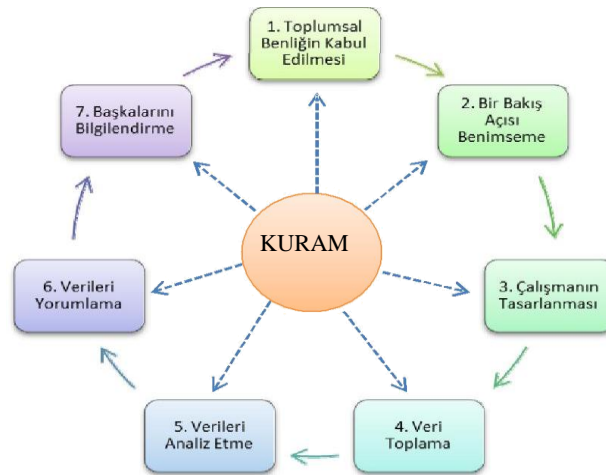 1. Toplumsal
Benliğin Kabul
Edilmesi
2. Bir Bakış
Açısı
Benimseme
3. Çalışmanın
Tasarlanması
4. Veri
Toplama
5. Verileri
Analiz Etme
6. Verileri
Yorumlama
7. Başkalarını
Bilgilendirme
KURAM